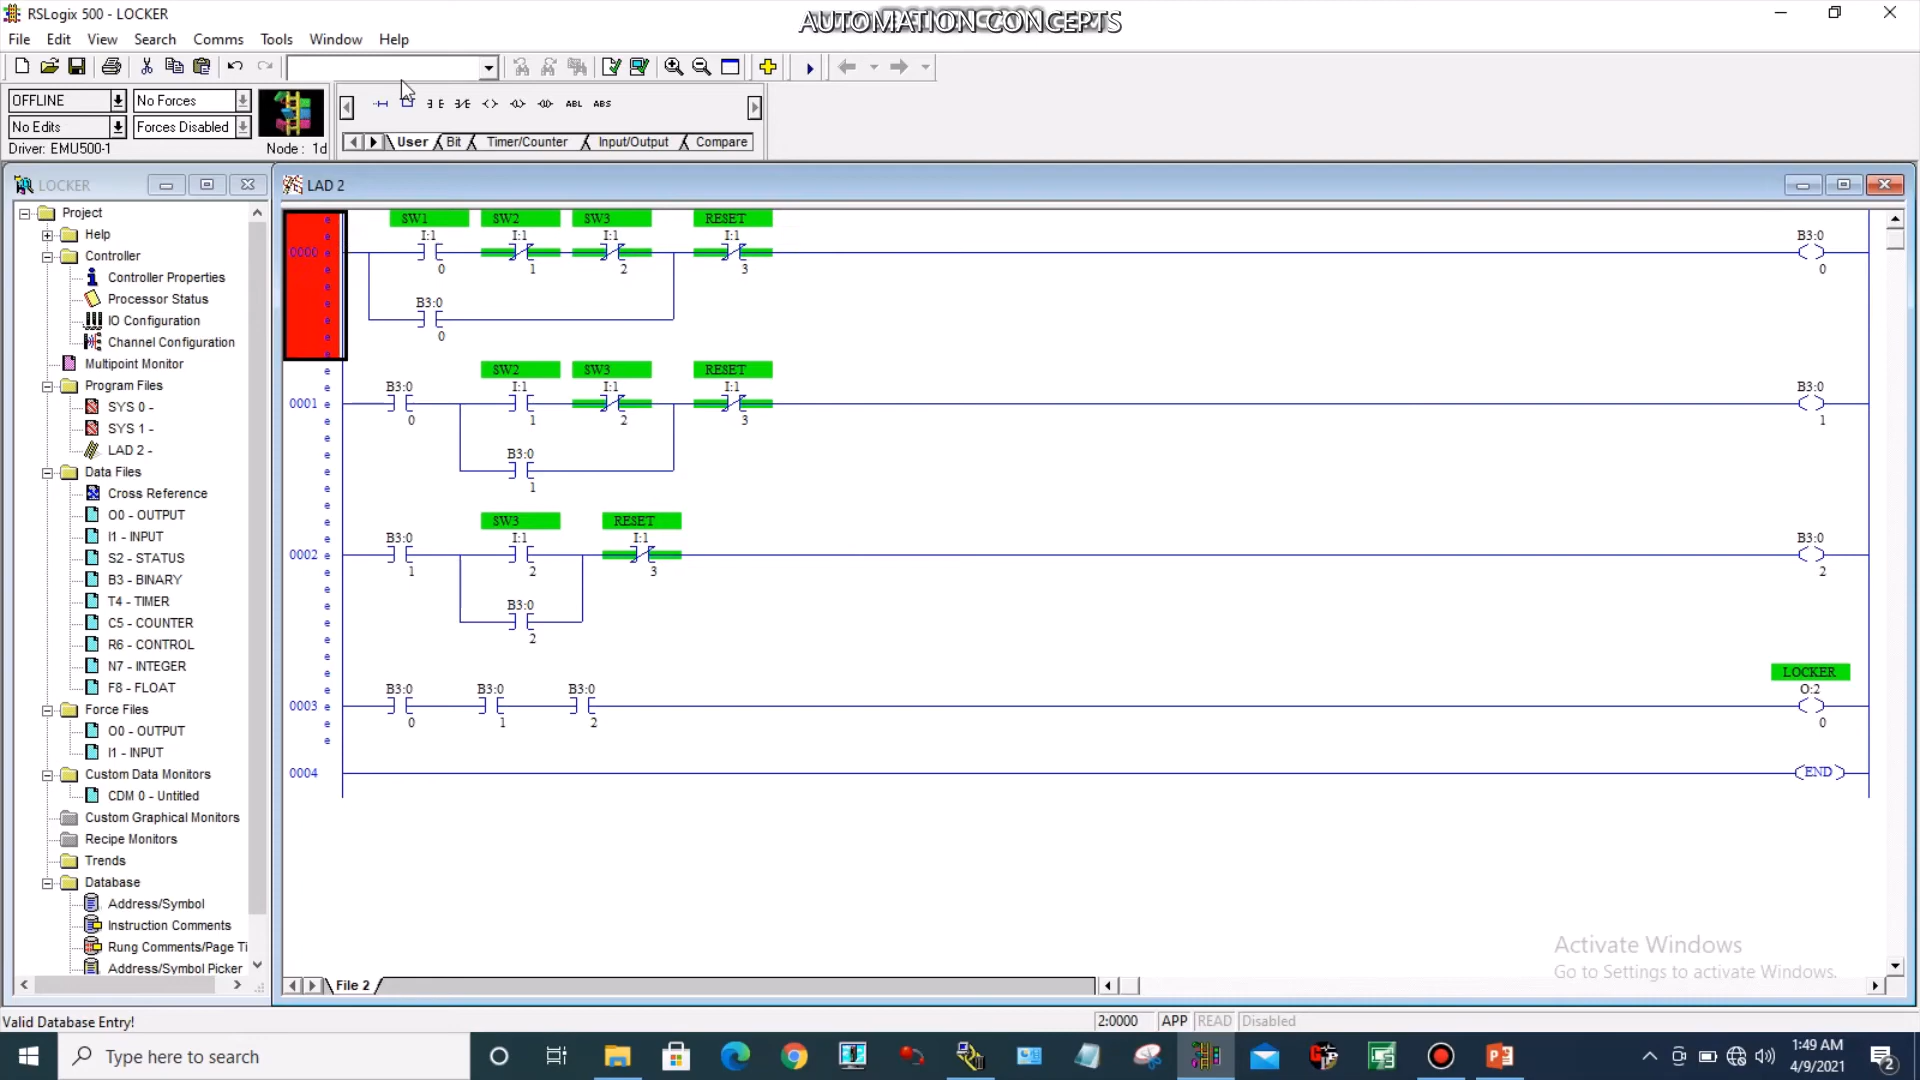 RSLogix 500 - LOCKER
AUTOMATION CONCEPTS
File Edit View Search Comms Tools Window Help
OFFLINE No Forces
No Edits Forces Disabled
Driver: EMU500-1 Node: 1d
ABL ABS
User Bit Timer/Counter Input/Output Compare
LOCKER
Project
Help
Controller
Controller Properties
Processor Status
IO Configuration
Channel Configuration
Multipoint Monitor
Program Files
SYS 0 -
SYS 1 -
LAD 2 -
Data Files
Cross Reference
O0 - OUTPUT
I1 - INPUT
S2 - STATUS
B3 - BINARY
T4 - TIMER
C5 - COUNTER
R6 - CONTROL
N7 - INTEGER
F8 - FLOAT
Force Files
O0 - OUTPUT
I1 - INPUT
Custom Data Monitors
CDM 0 - Untitled
Custom Graphical Monitors
Recipe Monitors
Trends
Database
Address/Symbol
Instruction Comments
Rung Comments/Page Ti
Address/Symbol Picker
LAD 2
SW1 SW2 SW3 RESET
I:1 I:1 I:1 I:1 B3:0
0000
0 1 2 3 0
B3:0
0
SW2 SW3 RESET
B3:0 I:1 I:1 I:1 B3:0
0001
0 1 2 3 1
B3:0
1
SW3 RESET
B3:0 I:1 I:1 B3:0
0002
1 2 3 2
B3:0
2
LOCKER
B3:0 B3:0 B3:0 O:2
0003
0 1 2 0
0004 END
e e e e e e e e e e e e e e e e e e e e e e e e e e e e e e e e
Activate Windows
Go to Settings to activate Windows.
File 2
Valid Database Entry!
2:0000 APP READ Disabled
Type here to search
1:49 AM
4/9/2021
2